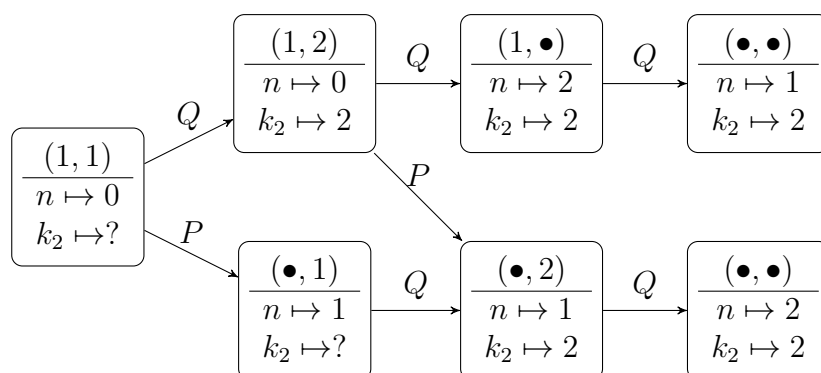 (1, 1)
n ↦ 0
k₂ ↦?
Q
P
(1, 2)
n ↦ 0
k₂ ↦ 2
Q
P
(1, •)
n ↦ 2
k₂ ↦ 2
Q
(•, •)
n ↦ 1
k₂ ↦ 2
(•, 1)
n ↦ 1
k₂ ↦?
Q
(•, 2)
n ↦ 1
k₂ ↦ 2
Q
(•, •)
n ↦ 2
k₂ ↦ 2